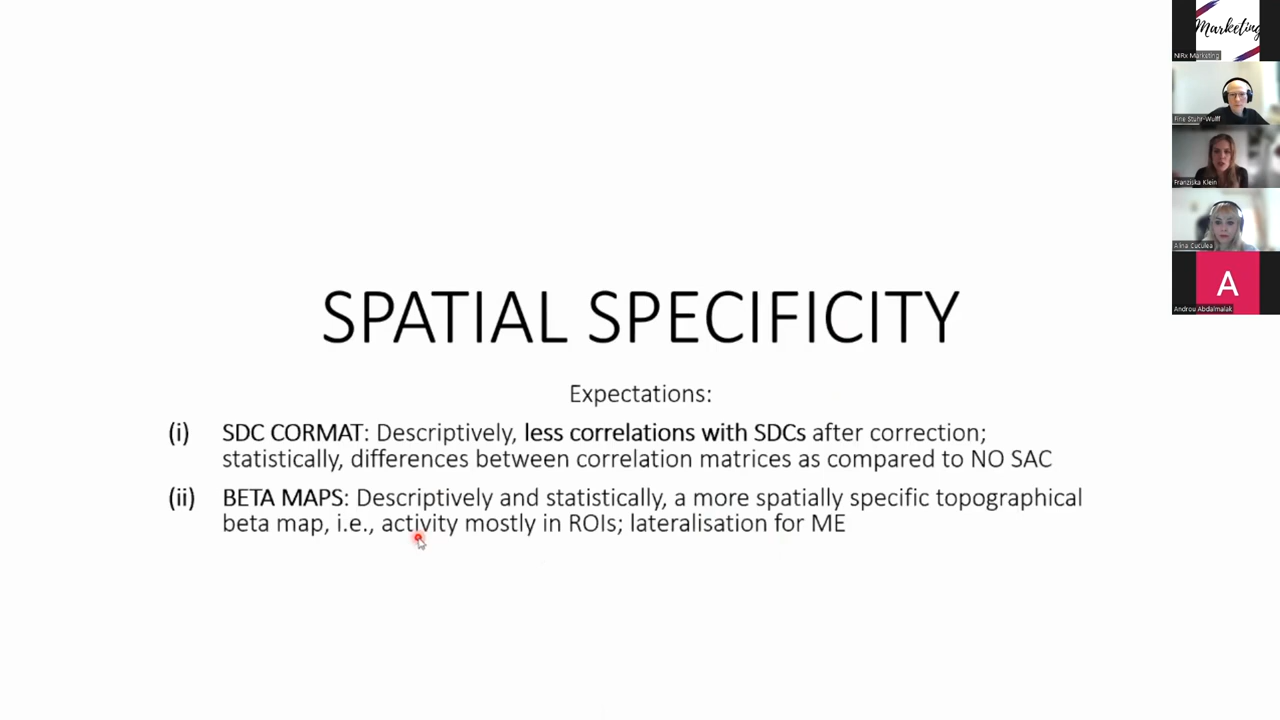 SPATIAL SPECIFICITY
Expectations:
(i) SDC CORMAT: Descriptively, less correlations with SDCs after correction;
statistically, differences between correlation matrices as compared to NO SAC
(ii) BETA MAPS: Descriptively and statistically, a more spatially specific topographical
beta map, i.e., activity mostly in ROIs; lateralisation for ME
Marketing
NIRx Marketing
Fine Stuhr-Wulff
Franziska Klein
Alina Cuculea
A
Androu Abdalmalak